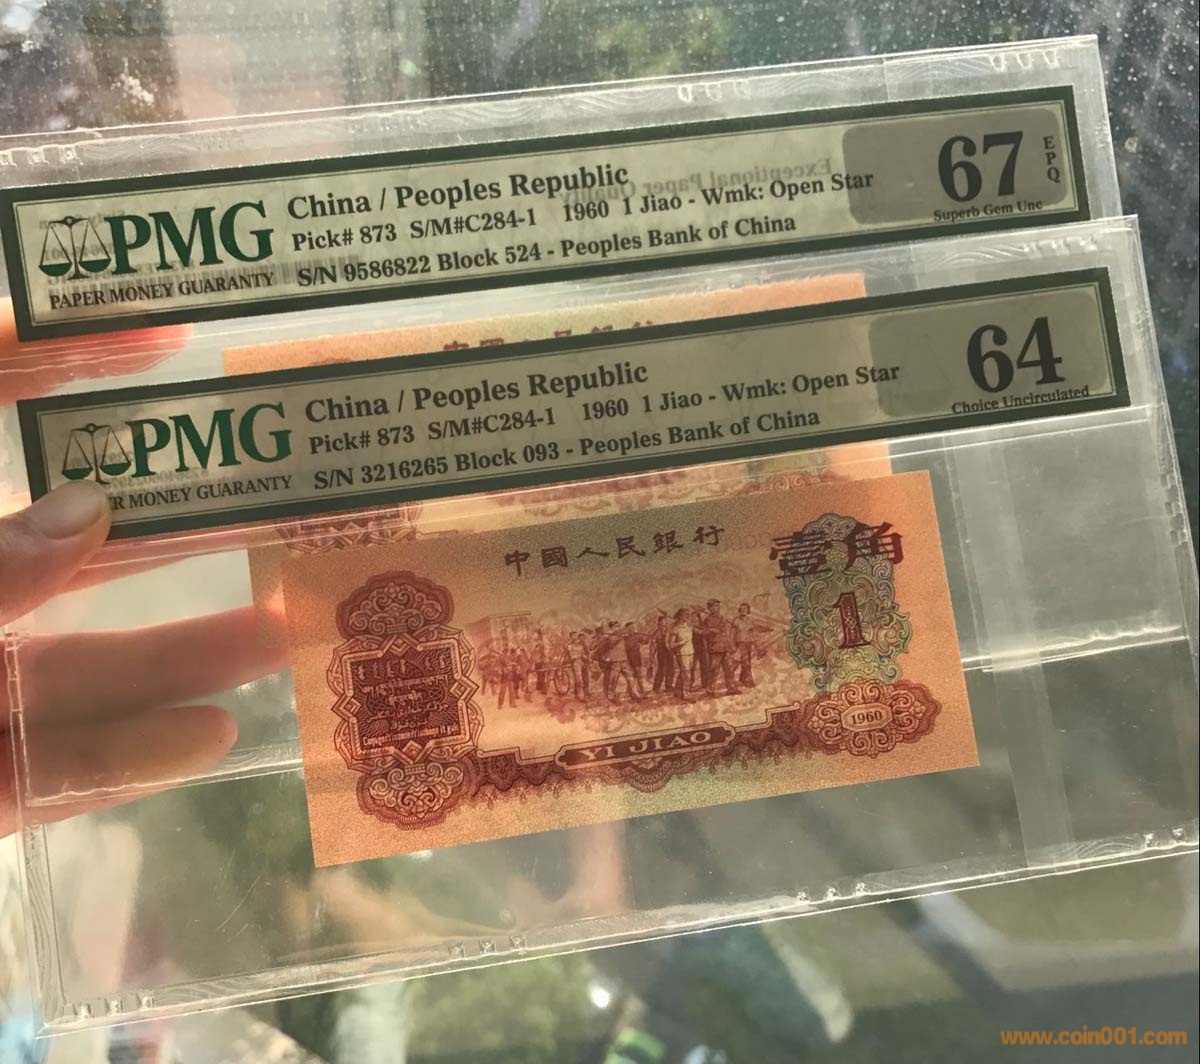 China / Peoples Republic
PMG
Pick# 873 S/M#C284-1 1960 1 Jiao - Wmk: Open Star
S/N 9586822 Block 524 - Peoples Bank of China
PAPER MONEY GUARANTY
67
EPQ
Superb Gem Unc
China / Peoples Republic
PMG
Pick# 873 S/M#C284-1 1960 1 Jiao - Wmk: Open Star
S/N 3216265 Block 093 - Peoples Bank of China
R MONEY GUARANTY
64
Choice Uncirculated
中國人民銀行
壹角
1
1960
YI JIAO
www.coin001.com